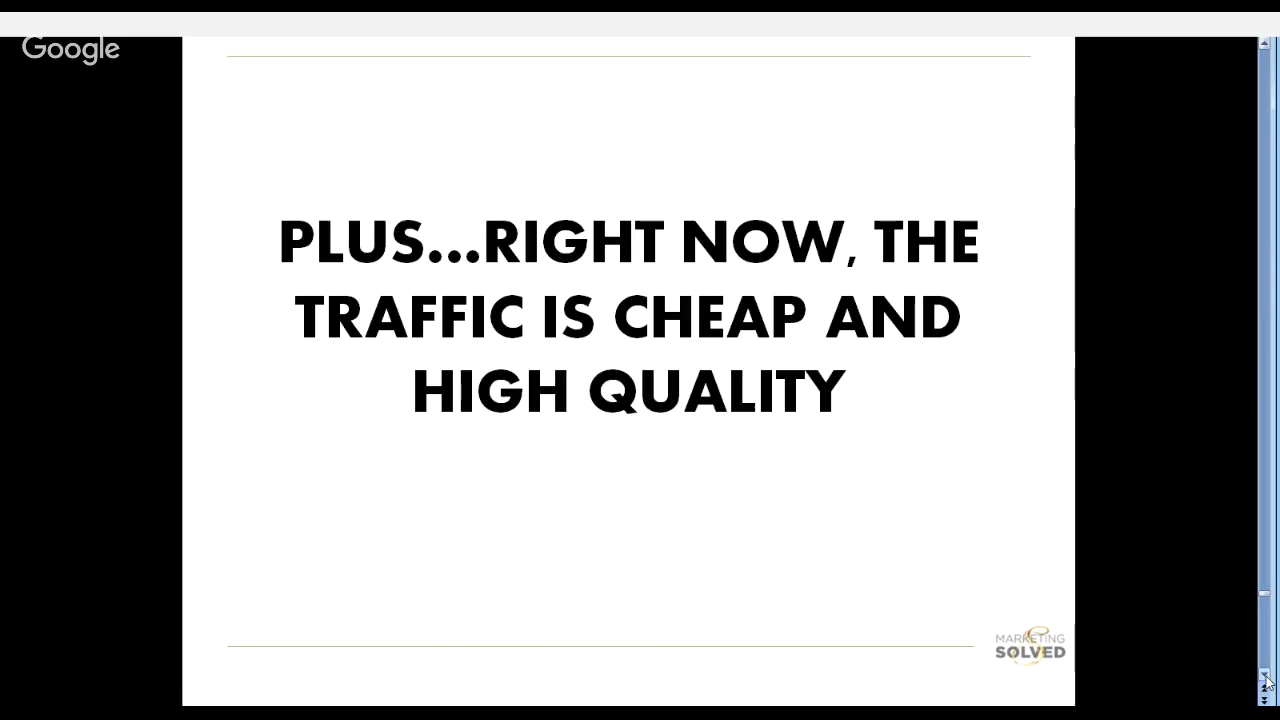 Google
PLUS...RIGHT NOW, THE
TRAFFIC IS CHEAP AND
HIGH QUALITY
MARKETING
SOLVED